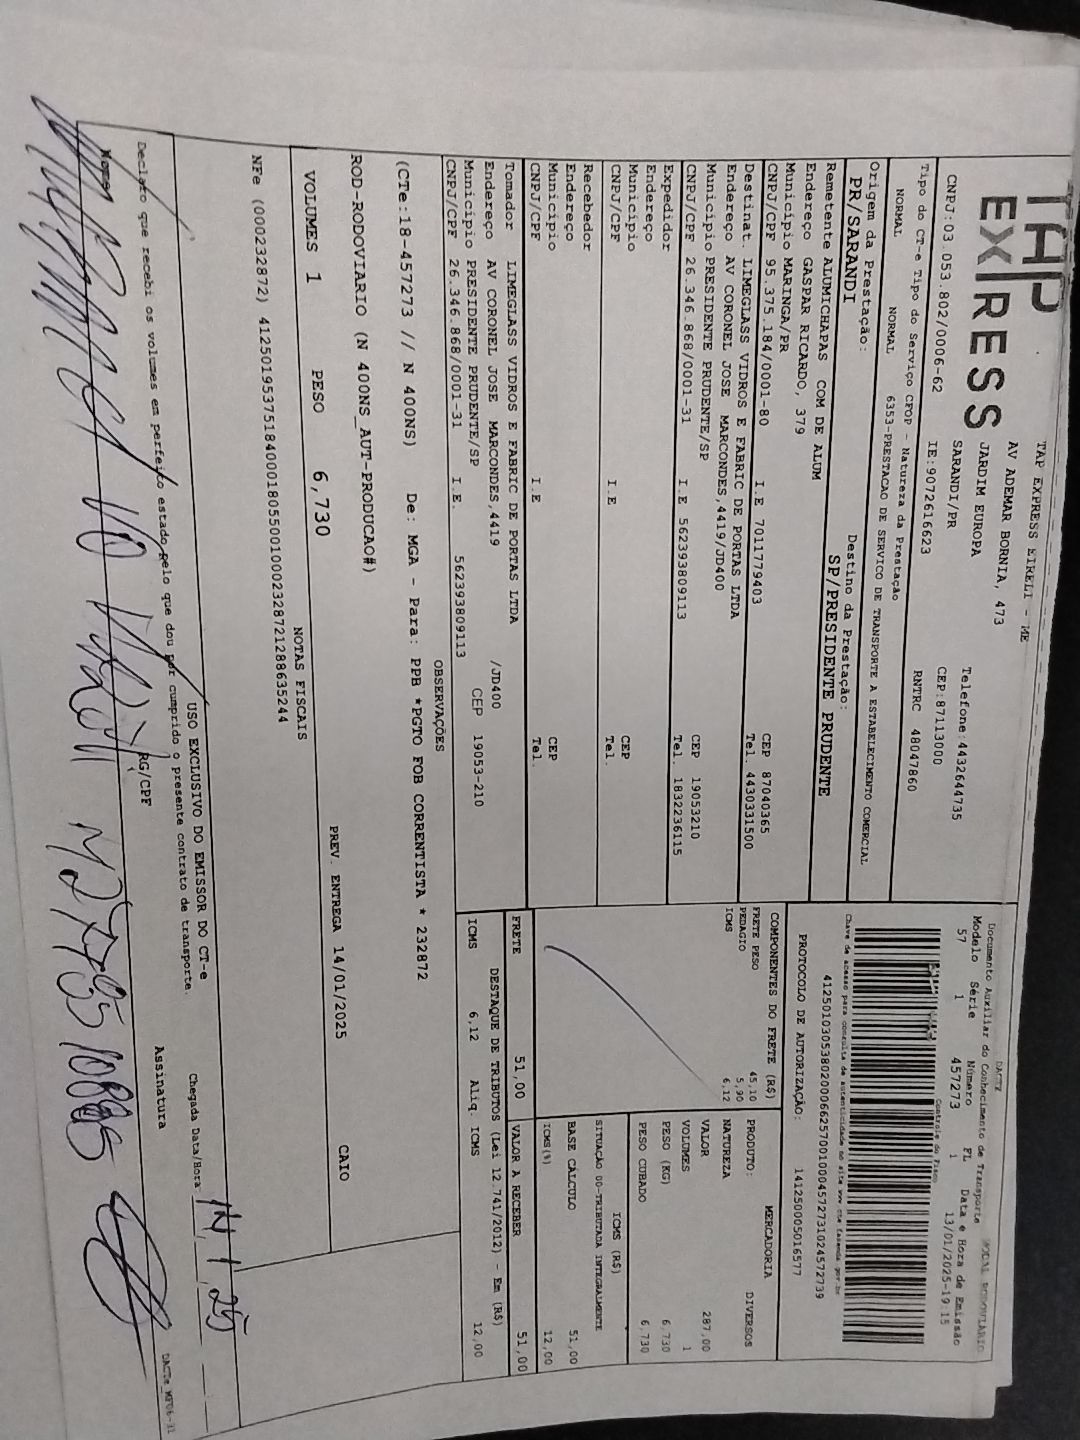 TAP
EXPRESS
TAP EXPRESS EIRELI - ME
AV ADEMAR BORNIA, 473
JARDIM EUROPA
SARANDI/PR
Telefone:4432644735
CEP:87113000
CNPJ:03.053.802/0006-62 IE:9072616623 RNTRC 48047860
Tipo do CT-e Tipo do Serviço CFOP - Natureza da Prestação
NORMAL NORMAL 6353-PRESTACAO DE SERVICO DE TRANSPORTE A ESTABELECIMENTO COMERCIAL
Origem da Prestação: Destino da Prestação:
PR/SARANDI SP/PRESIDENTE PRUDENTE
Remetente ALUMICHAPAS COM DE ALUM
Endereço GASPAR RICARDO, 379
Município MARINGA/PR CEP 87040365
CNPJ/CPF 95.375.184/0001-80 I.E 7011779403 Tel. 4430331500
Destinat. LIMEGLASS VIDROS E FABRIC DE PORTAS LTDA
Endereço AV CORONEL JOSE MARCONDES,4419/JD400
Município PRESIDENTE PRUDENTE/SP CEP 19053210
CNPJ/CPF 26.346.868/0001-31 I.E 562393809113 Tel. 1832236115
Expedidor
Endereço
Município CEP
CNPJ/CPF I.E Tel.
Recebedor
Endereço
Município CEP
CNPJ/CPF I.E Tel.
Tomador LIMEGLASS VIDROS E FABRIC DE PORTAS LTDA
Endereço AV CORONEL JOSE MARCONDES,4419 /JD400
Município PRESIDENTE PRUDENTE/SP CEP 19053-210
CNPJ/CPF 26.346.868/0001-31 I.E. 562393809113
DACTE
Documento Auxiliar do Conhecimento de Transporte MODAL RODOVIARIO
Modelo Série Número FL Data e Hora de Emissão
57 1 457273 1 13/01/2025-19:15
Controle do Fisco
Chave de acesso para consulta de autenticidade no site www.cte.fazenda.gov.br
41250103053802000662570010004572731024572739
PROTOCOLO DE AUTORIZAÇÃO: 141250005016577
COMPONENTES DO FRETE (R$)
FRETE PESO 45,10
PEDAGIO 5,90
ICMS 6,12
MERCADORIA
PRODUTO: DIVERSOS
NATUREZA
VALOR 287,00
VOLUMES 1
PESO (KG) 6,730
PESO CUBADO 6,730
ICMS (R$)
SITUAÇÃO 00-TRIBUTADA INTEGRALMENTE
BASE CÁLCULO 51,00
ICMS(%) 12,00
FRETE 51,00 VALOR A RECEBER 51,00
DESTAQUE DE TRIBUTOS (Lei 12.741/2012) - Em (R$)
ICMS 6,12 Aliq. ICMS 12,00
OBSERVAÇÕES
(CTe:18-457273 // N 400NS) De: MGA - Para: PPB *PGTO FOB CORRENTISTA * 232872
ROD-RODOVIARIO (N 400NS_AUT-PRODUCAO#)
PREV. ENTREGA 14/01/2025 CAIO
VOLUMES 1 PESO 6,730
NOTAS FISCAIS
NFe (000232872) 41250195375184000180550010002328721288635244
USO EXCLUSIVO DO EMISSOR DO CT-e
Declaro que recebi os volumes em perfeito estado pelo que dou por cumprido o presente contrato de transporte.
Chegada Data/Hora 14 1 25
Nome RG/CPF Assinatura
DACTe_MF06-31